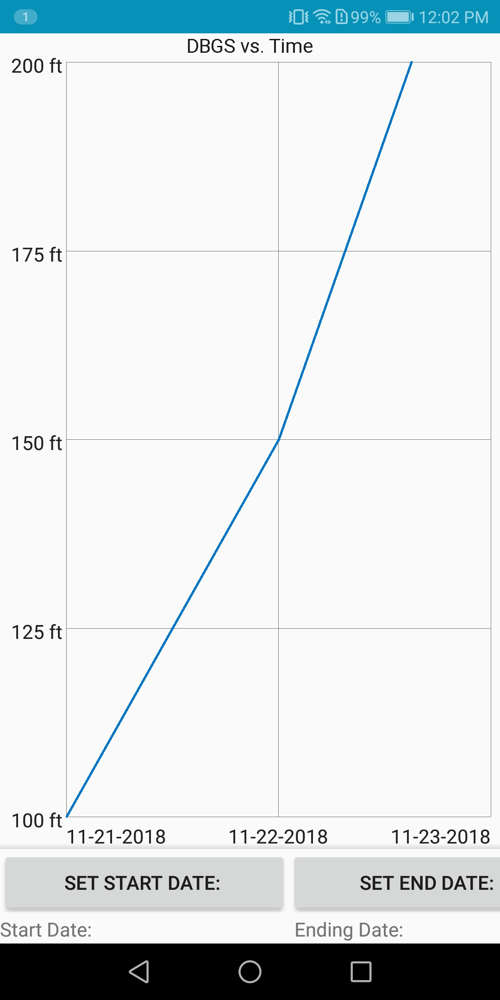 1 99% 12:02 PM
DBGS vs. Time
200 ft
175 ft
150 ft
125 ft
100 ft
11-21-2018 11-22-2018 11-23-2018
SET START DATE: SET END DATE:
Start Date: Ending Date: